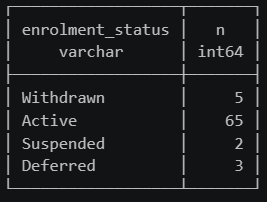 enrolment_status n
varchar int64
Withdrawn 5
Active 65
Suspended 2
Deferred 3